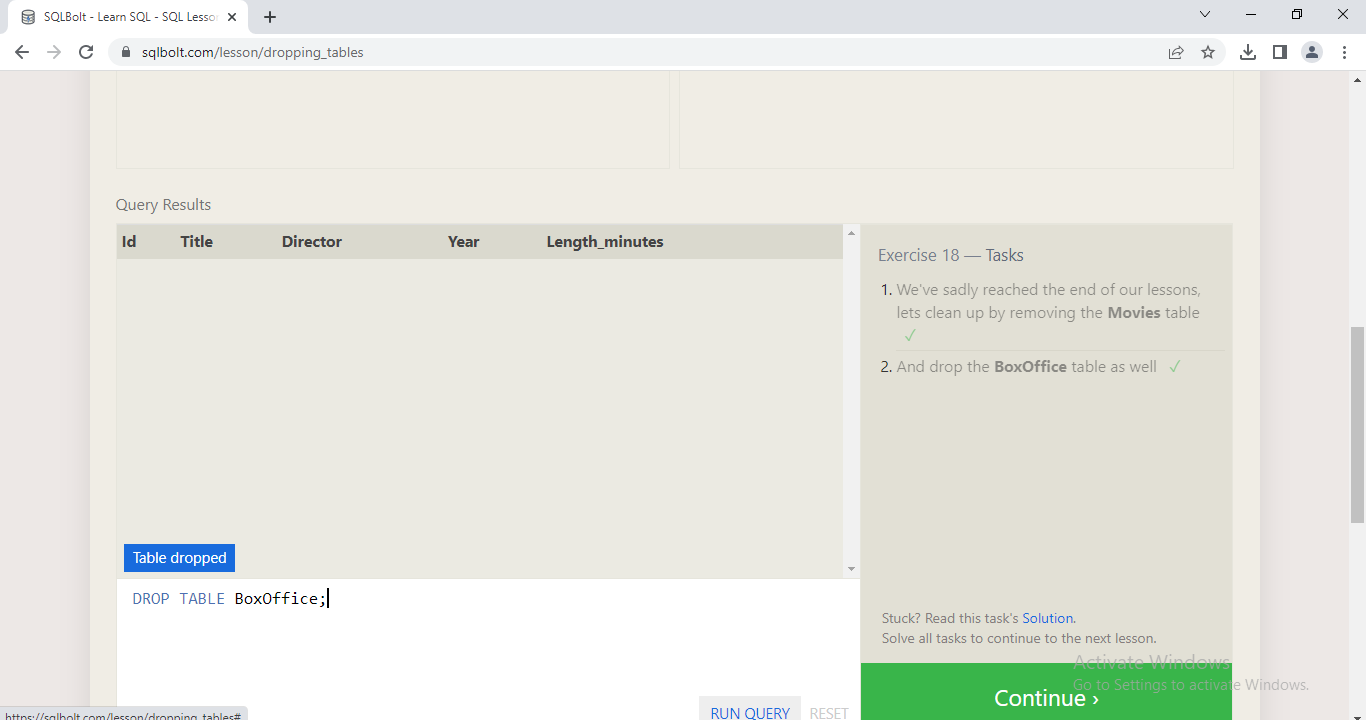 SQLBolt - Learn SQL - SQL Lesson
sqlbolt.com/lesson/dropping_tables
Query Results
Id Title Director Year Length_minutes
Exercise 18 — Tasks
1. We've sadly reached the end of our lessons,
lets clean up by removing the Movies table
✓
2. And drop the BoxOffice table as well ✓
Table dropped
DROP TABLE BoxOffice;
Stuck? Read this task's Solution.
Solve all tasks to continue to the next lesson.
Activate Windows
Go to Settings to activate Windows.
Continue ›
RUN QUERY RESET
https://sqlbolt.com/lesson/dropping_tables#